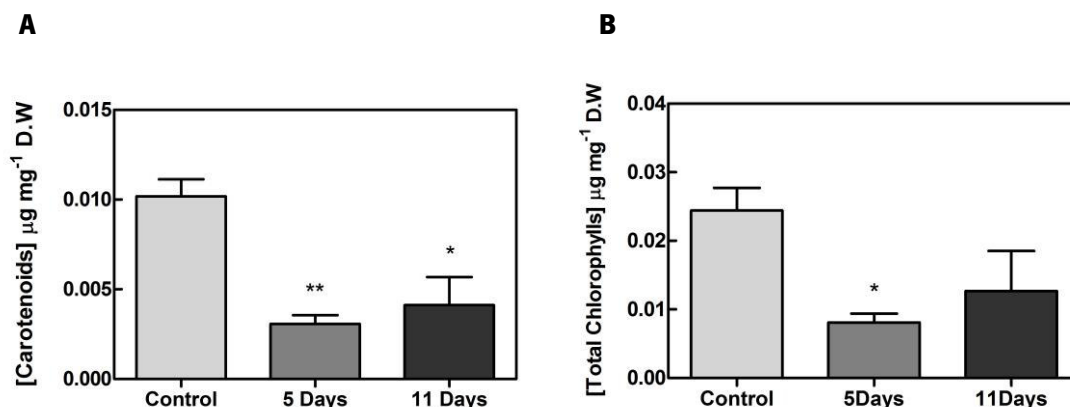 A
[Carotenoids] µg mg⁻¹ D.W
0.015
0.010
0.005
0.000
**
*
Control
5 Days
11 Days
B
[Total Chlorophylls] µg mg⁻¹ D.W
0.04
0.03
0.02
0.01
0.00
*
Control
5Days
11Days